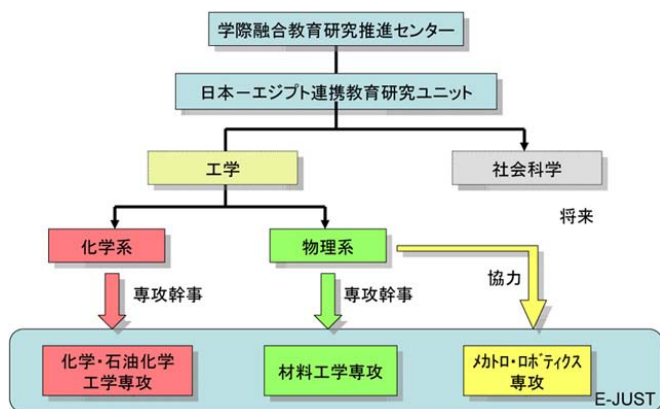 学際融合教育研究推進センター
日本－エジプト連携教育研究ユニット
工学
社会科学
将来
化学系
物理系
専攻幹事
専攻幹事
協力
化学・石油化学
工学専攻
材料工学専攻
メカトロ・ロボティクス
専攻
E-JUST